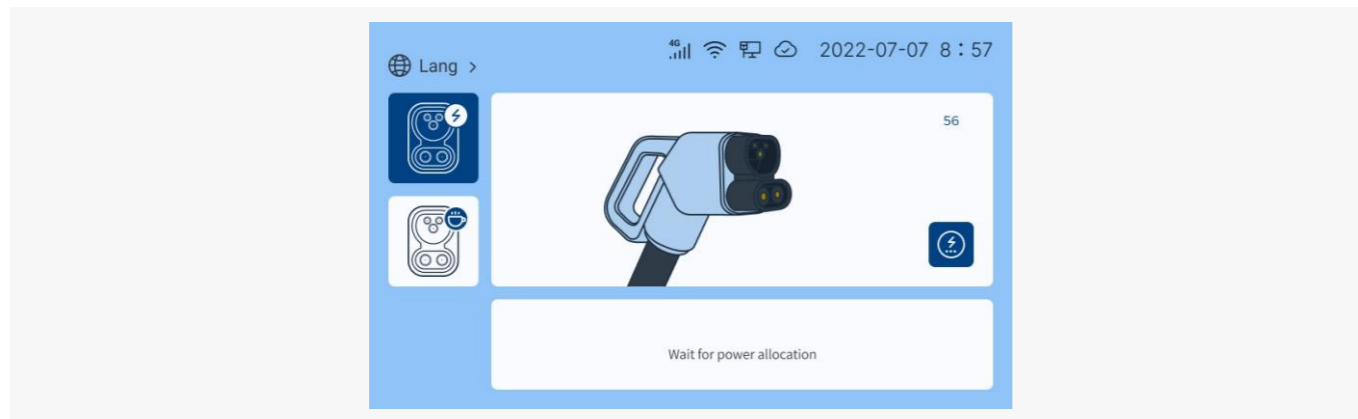 4G
2022-07-07 8：57
Lang >
56
Wait for power allocation